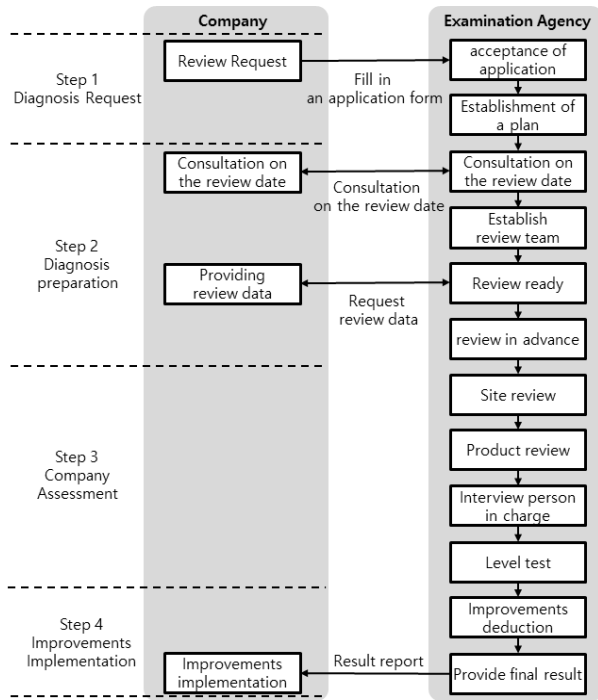 Company
Examination Agency
Step 1
Diagnosis Request
Review Request
Fill in
an application form
acceptance of
application
Establishment of
a plan
Step 2
Diagnosis
preparation
Consultation on
the review date
Consultation
on the review date
Consultation on
the review date
Establish
review team
Providing
review data
Request
review data
Review ready
review in advance
Step 3
Company
Assessment
Site review
Product review
Interview person
in charge
Level test
Step 4
Improvements
Implementation
Improvements
deduction
Improvements
implementation
Result report
Provide final result